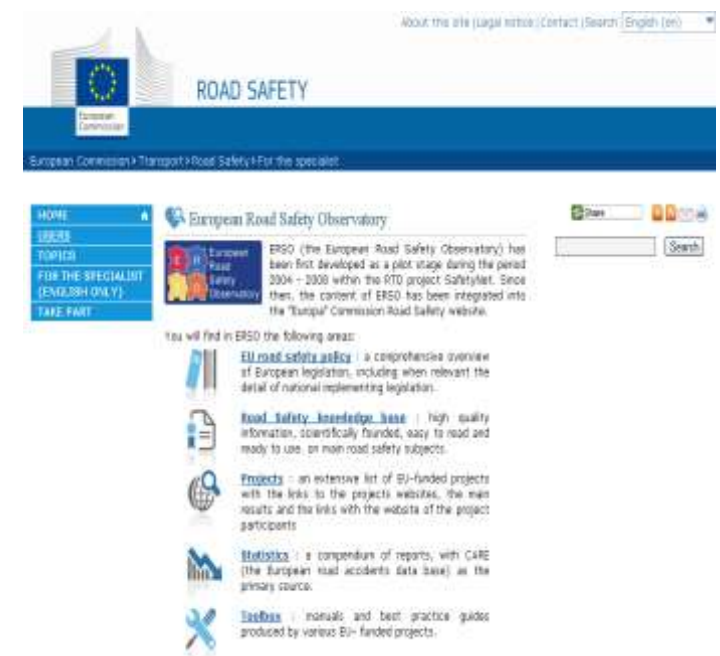 About this site |Legal notice |Contact |Search English (en)
ROAD SAFETY
European
Commission
European Commission > Transport > Road Safety > For the specialist
HOME
USERS
TOPICS
FOR THE SPECIALIST
(ENGLISH ONLY)
TAKE PART
European Road Safety Observatory
Share
Search
E R
European
Road
Safety
Observatory
ERSO (the European Road Safety Observatory) has
been first developed as a pilot stage during the period
2004 - 2008 within the RTD project SafetyNet. Since
then, the content of ERSO has been integrated into
the "Europa" Commission Road Safety website.
You will find in ERSO the following areas:
EU road safety policy : a comprehensive overview
of European legislation, including when relevant the
detail of national implementing legislation.
Road Safety knowledge base : high quality
information, scientifically founded, easy to read and
ready to use, on main road safety subjects.
Projects : an extensive list of EU-funded projects
with the links to the projects websites, the main
results and the links with the website of the project
participants
Statistics : a compendium of reports, with CARE
(the European road accidents data base) as the
primary source.
Toolbox : manuals and best practice guides
produced by various EU- funded projects.